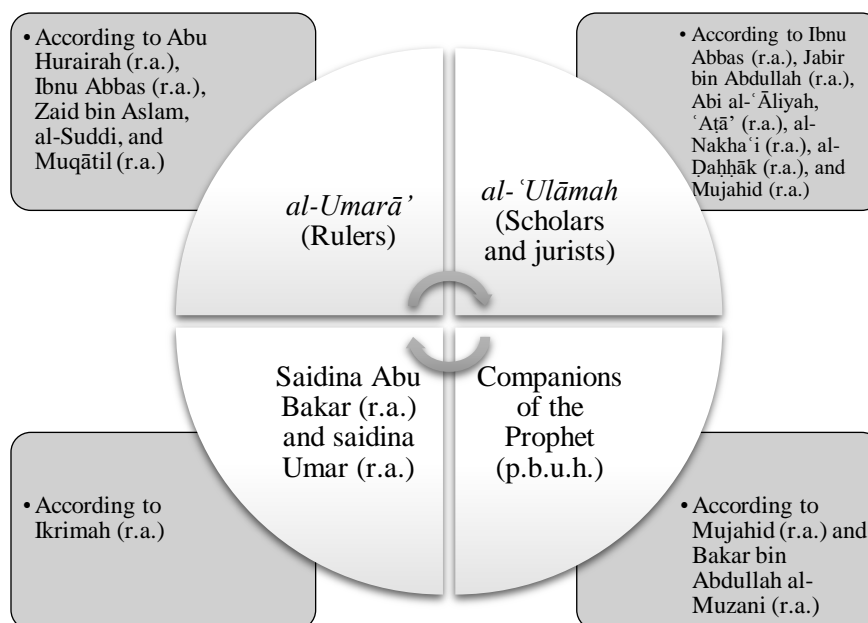 • According to Abu
Hurairah (r.a.),
Ibnu Abbas (r.a.),
Zaid bin Aslam,
al-Suddi, and
Muqātil (r.a.)
• According to Ibnu
Abbas (r.a.), Jabir
bin Abdullah (r.a.),
Abi al-ʿĀliyah,
ʿAṭā’ (r.a.), al-
Nakhaʿi (r.a.), al-
Ḍaḥḥāk (r.a.), and
Mujahid (r.a.)
al-Umarā’
(Rulers)
al-ʿUlāmah
(Scholars
and jurists)
Saidina Abu
Bakar (r.a.)
and saidina
Umar (r.a.)
Companions
of the
Prophet
(p.b.u.h.)
• According to
Ikrimah (r.a.)
• According to
Mujahid (r.a.) and
Bakar bin
Abdullah al-
Muzani (r.a.)